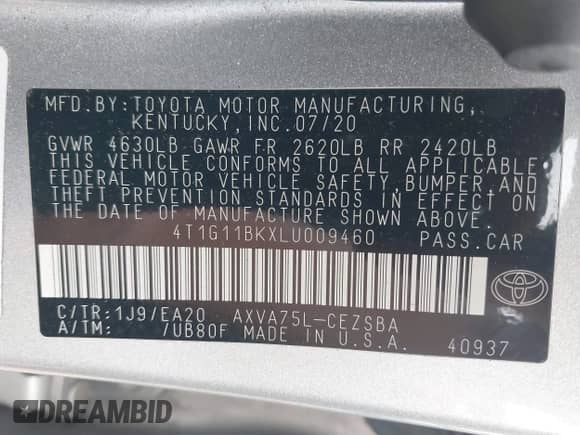 MFD.BY:TOYOTA MOTOR MANUFACTURING,
KENTUCKY,INC.07/20
GVWR 4630LB GAWR FR 2620LB RR 2420LB
THIS VEHICLE CONFORMS TO ALL APPLICABLE
FEDERAL MOTOR VEHICLE SAFETY,BUMPER,AND
THEFT PREVENTION STANDARDS IN EFFECT ON
THE DATE OF MANUFACTURE SHOWN ABOVE.
4T1G11BKXLU009460 PASS.CAR
C/TR:1J9/EA20 AXVA75L-CEZSBA
A/TM: /UB80F MADE IN U.S.A. 40937
DREAMBID